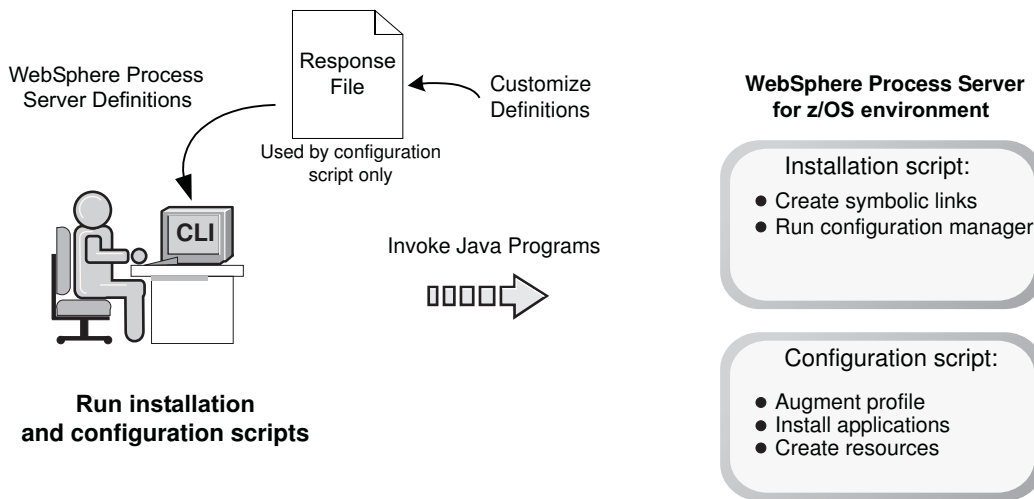 WebSphere Process
Server Definitions
Response
File
Customize
Definitions
Used by configuration
script only
CLI
Run installation
and configuration scripts
Invoke Java Programs
WebSphere Process Server
for z/OS environment
Installation script:
● Create symbolic links
● Run configuration manager
Configuration script:
● Augment profile
● Install applications
● Create resources